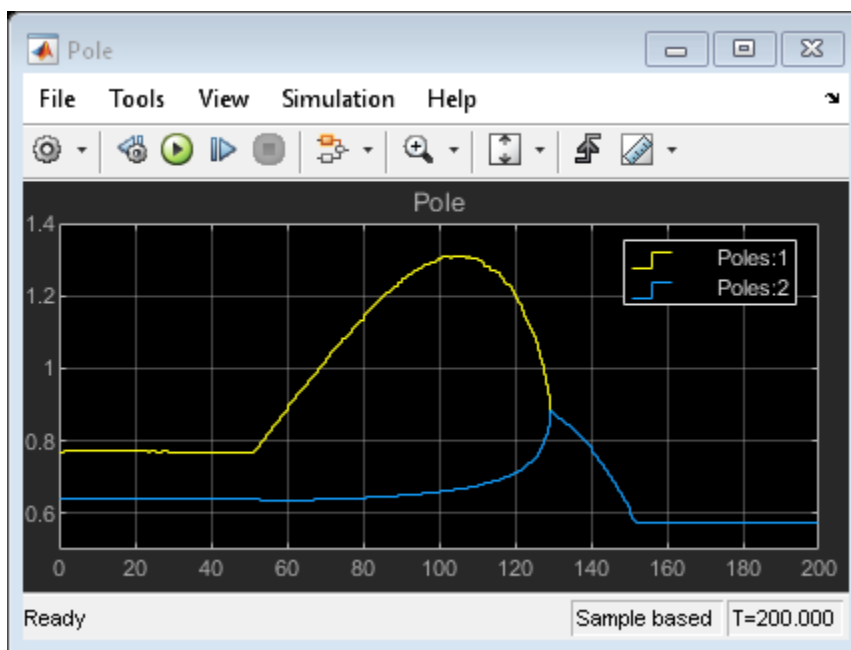 Pole
File Tools View Simulation Help
Pole
Poles:1
Poles:2
1.4
1.2
1
0.8
0.6
0 20 40 60 80 100 120 140 160 180 200
Ready Sample based T=200.000